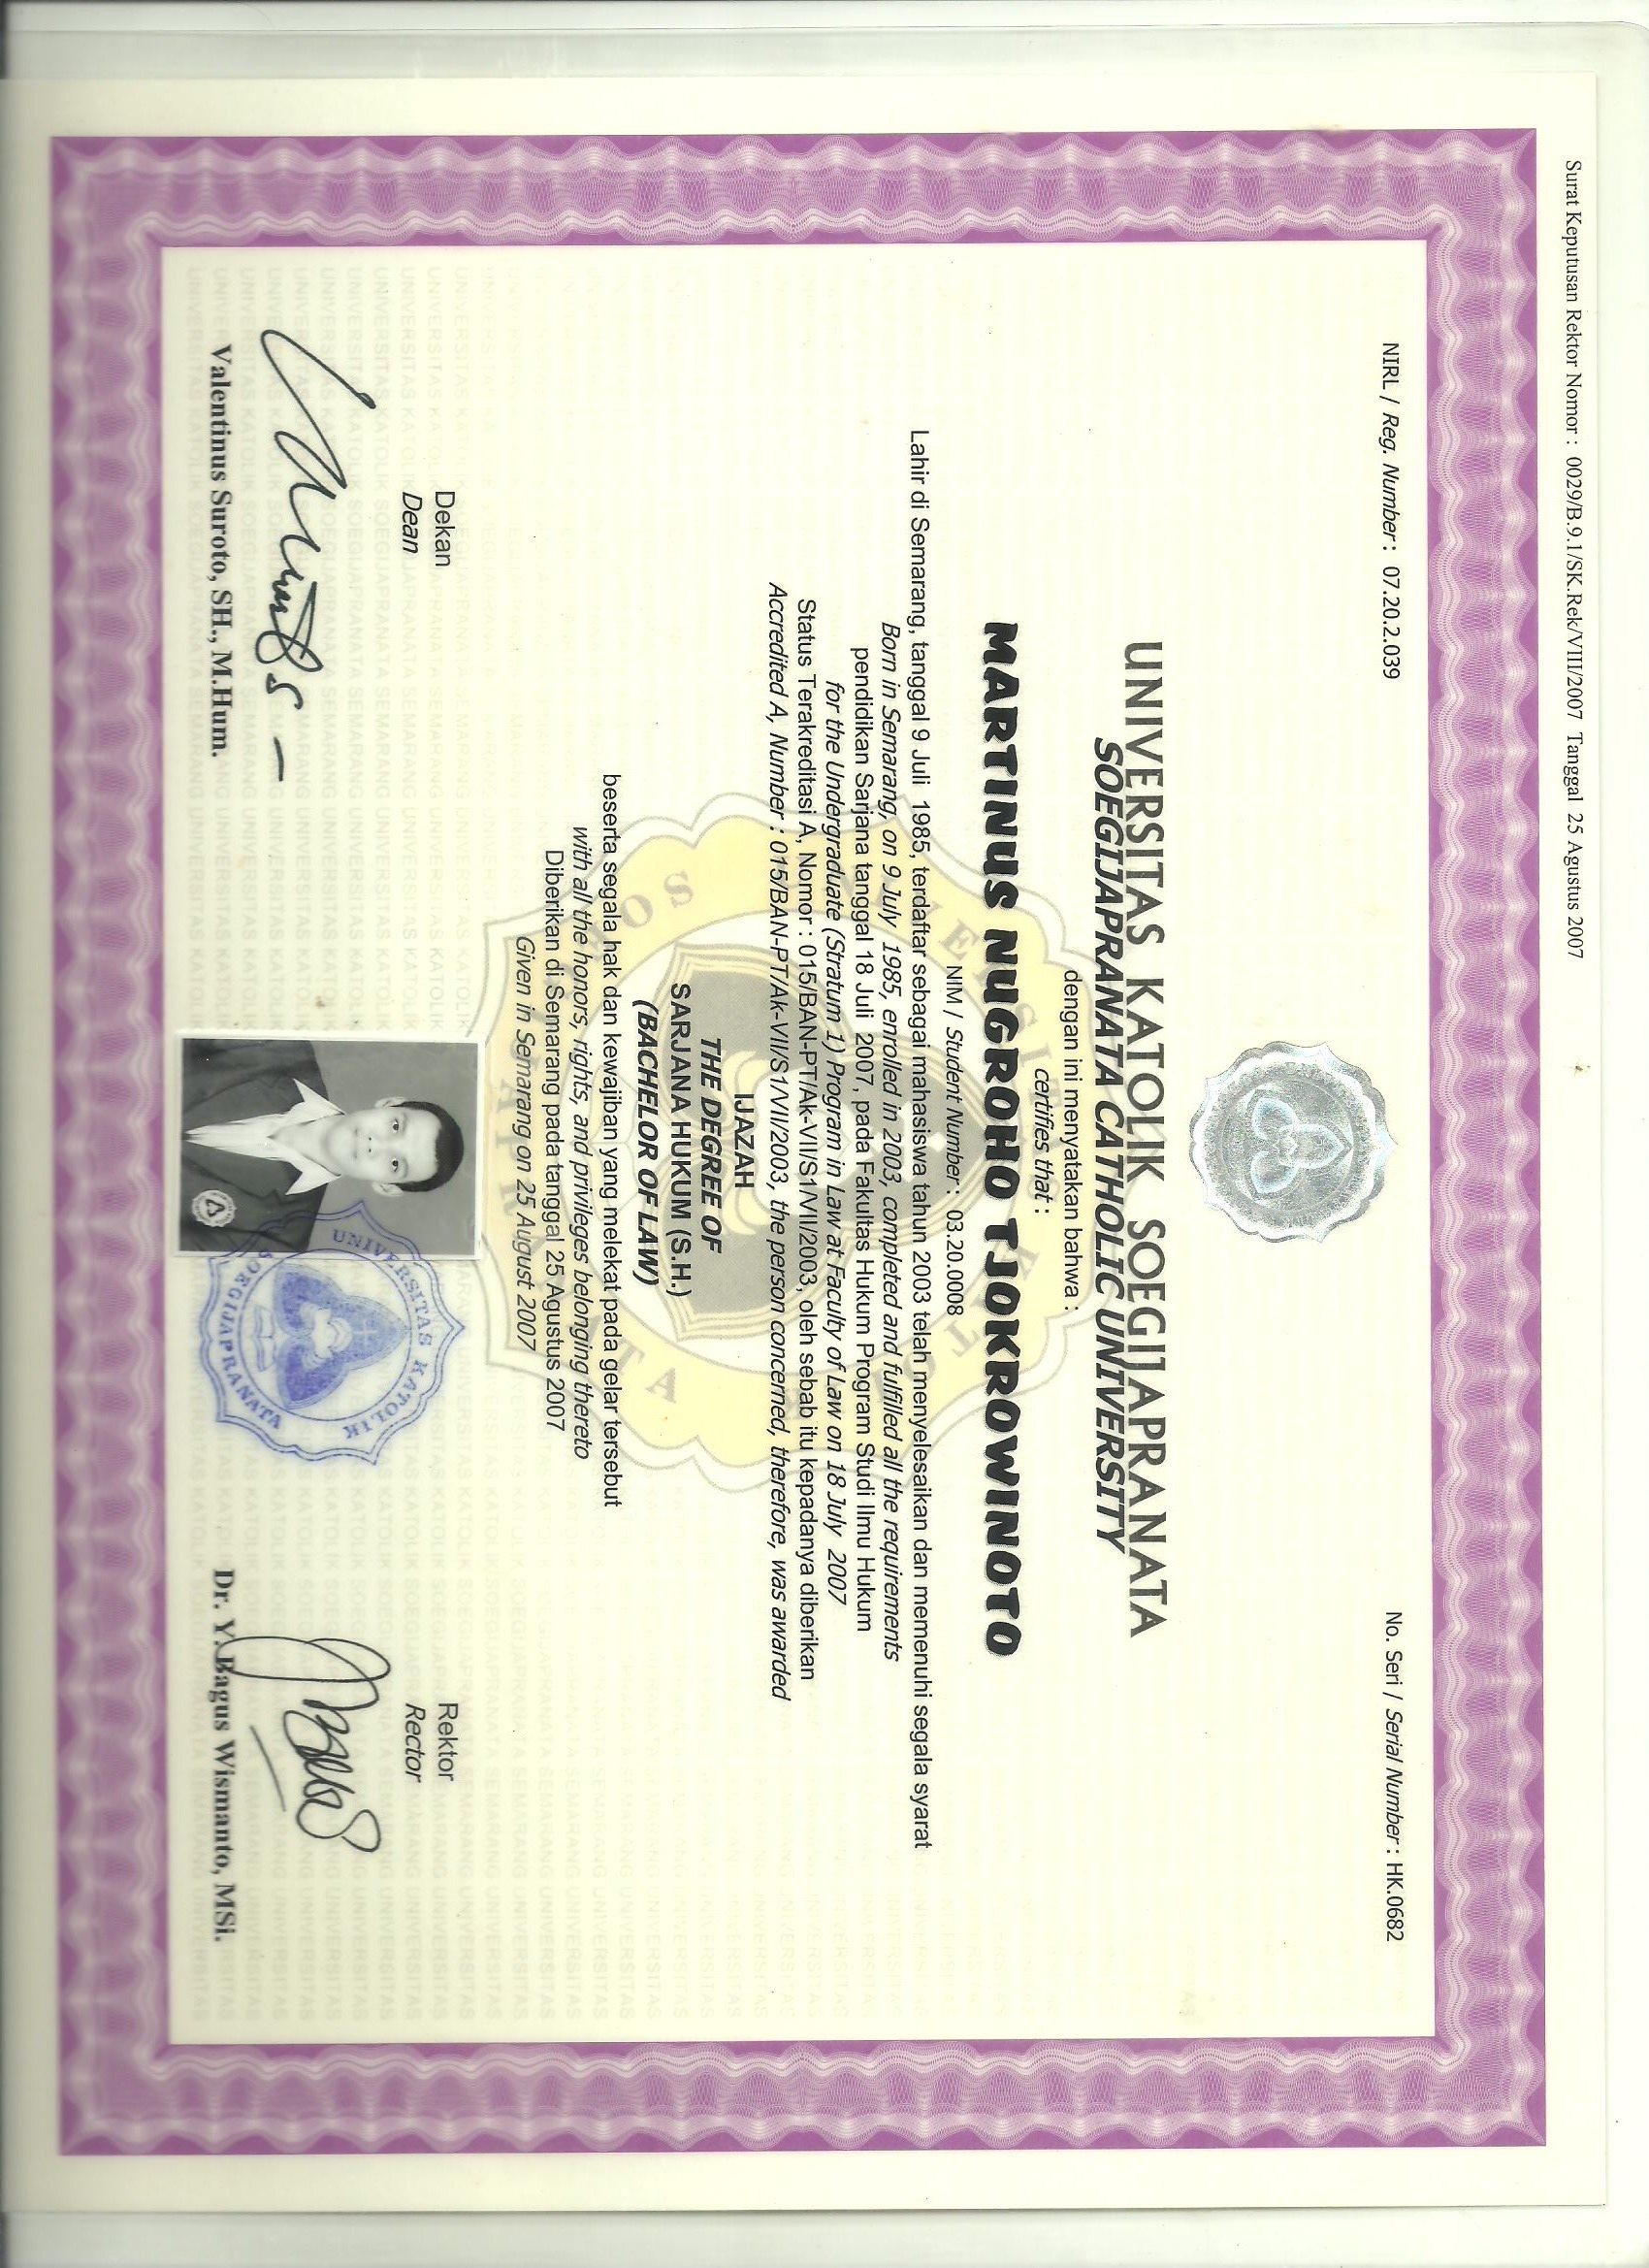 Surat Keputusan Rektor Nomor : 0029/B.9.1/SK.Rek/VIII/2007 Tanggal 25 Agustus 2007
NIRL / Reg. Number : 07.20.2.039
No. Seri / Serial Number : HK.0682
UNIVERSITAS KATOLIK SOEGIJAPRANATA
SOEGIJAPRANATA CATHOLIC UNIVERSITY
dengan ini menyatakan bahwa :
certifies that :
MARTINUS NUGROHO TJOKROWINOTO
NIM / Student Number : 03.20.0008
Lahir di Semarang, tanggal 9 Juli 1985, terdaftar sebagai mahasiswa tahun 2003 telah menyelesaikan dan memenuhi segala syarat
Born in Semarang, on 9 July 1985, enrolled in 2003, completed and fulfilled all the requirements
pendidikan Sarjana tanggal 18 Juli 2007, pada Fakultas Hukum Program Studi Ilmu Hukum
for the Undergraduate (Stratum 1) Program in Law at Faculty of Law on 18 July 2007
Status Terakreditasi A, Nomor : 015/BAN-PT/Ak-VII/S1/VII/2003, oleh sebab itu kepadanya diberikan
Accredited A, Number : 015/BAN-PT/Ak-VII/S1/VII/2003, the person concerned, therefore, was awarded
IJAZAH
THE DEGREE OF
SARJANA HUKUM (S.H.)
(BACHELOR OF LAW)
beserta segala hak dan kewajiban yang melekat pada gelar tersebut
with all the honors, rights, and privileges belonging thereto
Diberikan di Semarang pada tanggal 25 Agustus 2007
Given in Semarang on 25 August 2007
Dekan
Dean
Rektor
Rector
UNIVERSITAS KATOLIK
SOEGIJAPRANATA
Valentinus Suroto, SH., M.Hum.
Dr. Y. Bagus Wismanto, MSi.